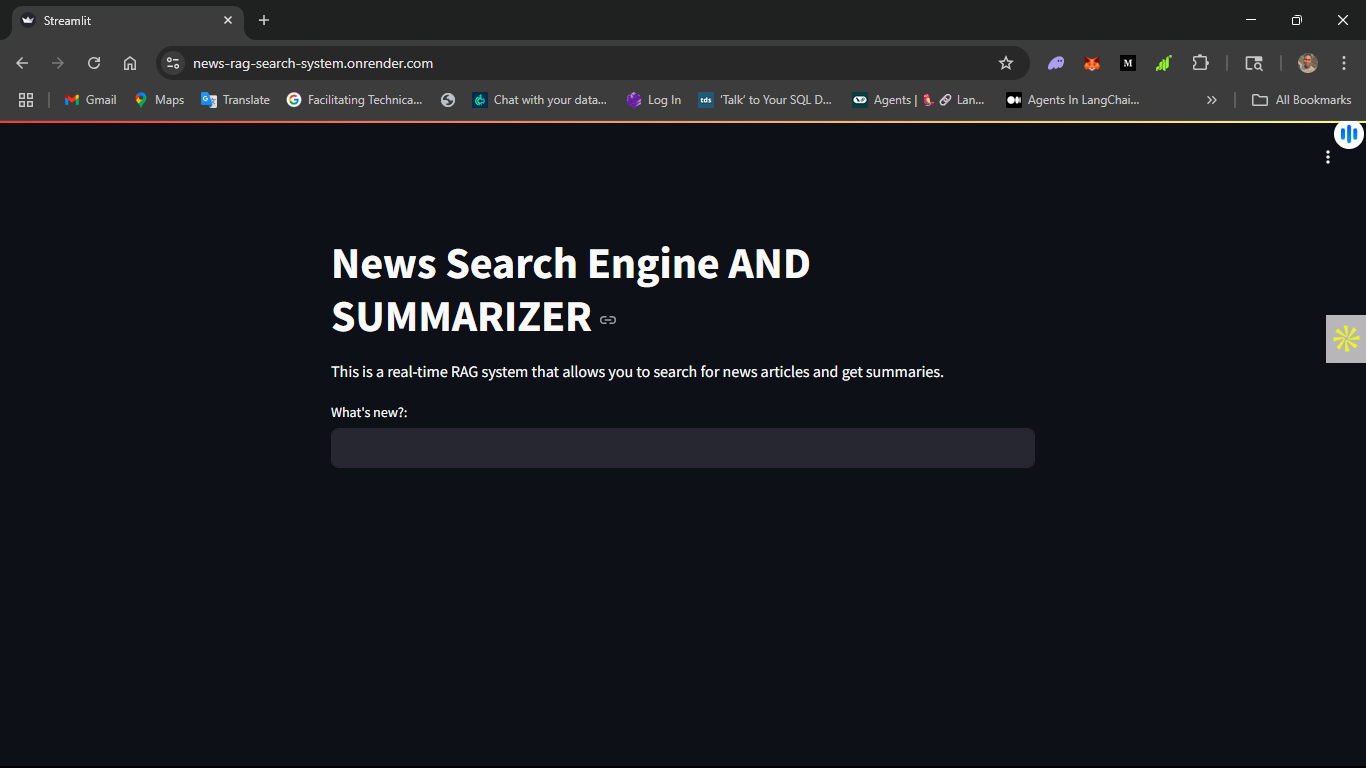 Streamlit
news-rag-search-system.onrender.com
M
Gmail
Maps
Translate
Facilitating Technica...
Chat with your data...
Log In
tds
'Talk' to Your SQL D...
Agents | 🦜🔗 Lan...
Agents In LangChai...
»
All Bookmarks
News Search Engine AND
SUMMARIZER
This is a real-time RAG system that allows you to search for news articles and get summaries.
What's new?: